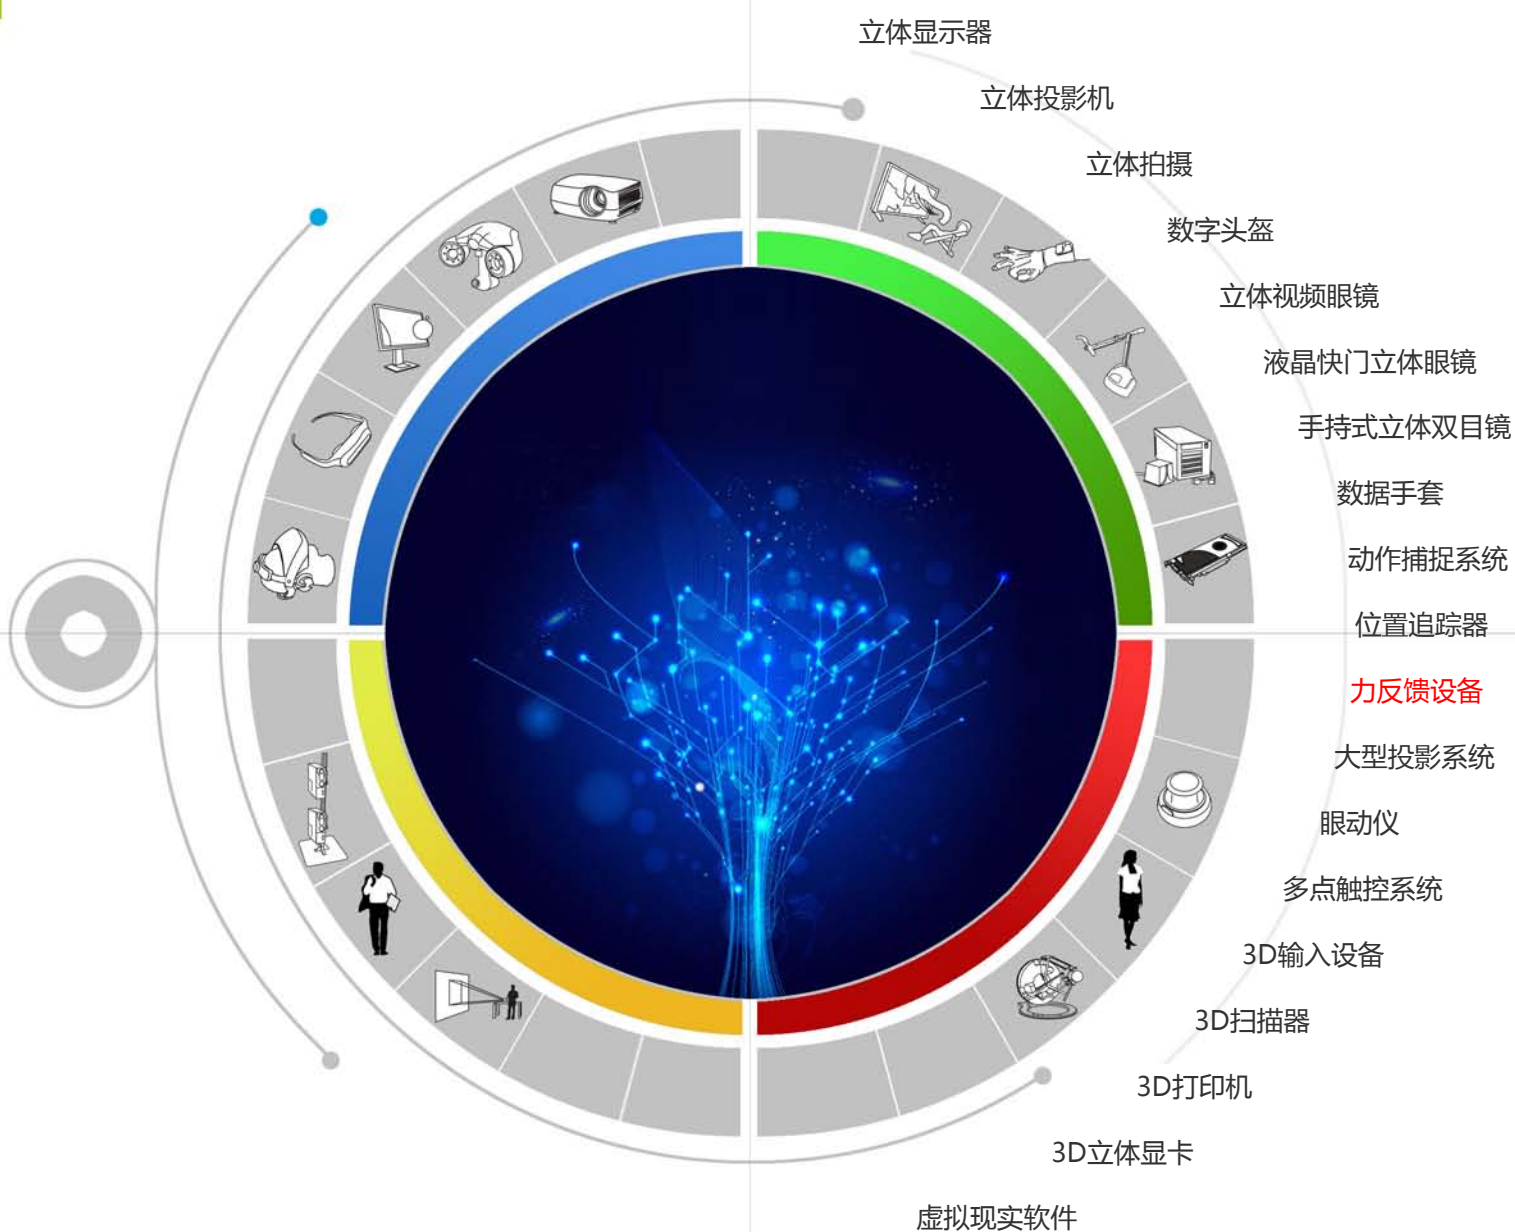 立体显示器
立体投影机
立体拍摄
数字头盔
立体视频眼镜
液晶快门立体眼镜
手持式立体双目镜
数据手套
动作捕捉系统
位置追踪器
力反馈设备
大型投影系统
眼动仪
多点触控系统
3D输入设备
3D扫描器
3D打印机
3D立体显卡
虚拟现实软件